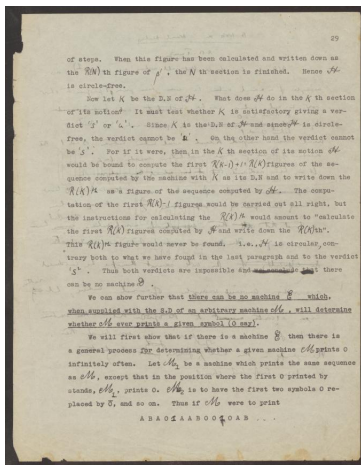 29
of steps. When this figure has been calculated and written down as
the R(N)th figure of β', the N th section is finished. Hence ℋ
is circle-free.
Now let K be the D.N of ℋ. What does ℋ do in the K th section
of its motion? It must test whether K is satisfactory giving a ver-
dict 's' or 'u'. Since K is the D.N of ℋ and since ℋ is circle-
free, the verdict cannot be 'u'. On the other hand the verdict cannot
be 's'. For if it were, then in the K th section of its motion ℋ
would be bound to compute the first R(K-1)+1 = R(K) figures of the se-
quence computed by the machine with K as its D.N and to write down the
R(K)th as a figure of the sequence computed by ℋ. The compu-
tation of the first R(K)-1 figures would be carried out all right, but
the instructions for calculating the R(K)th would amount to "calculate
the first R(K) figures computed by ℋ and write down the R(K)th".
This R(K)th figure would never be found. i.e., ℋ is circular, con-
trary both to what we have found in the last paragraph and to the verdict
's'. Thus both verdicts are impossible and there
can be no machine
We can show further that there can be no machine ℰ which,
when supplied with the S.D of an arbitrary machine ℳ, will determine
whether ℳ ever prints a given symbol (0 say).
We will first show that if there is a machine ℰ, then there is
a general process for determining whether a given machine ℳ prints 0
infinitely often. Let ℳ₁ be a machine which prints the same sequence
as ℳ, except that in the position where the first 0 printed by
stands, ℳ₁ prints 0̄. ℳ₂ is to have the first two symbols 0 re-
placed by 0̄, and so on. Thus if ℳ were to print
A B A 0 1 A A B 0 0 1 0 A B ...